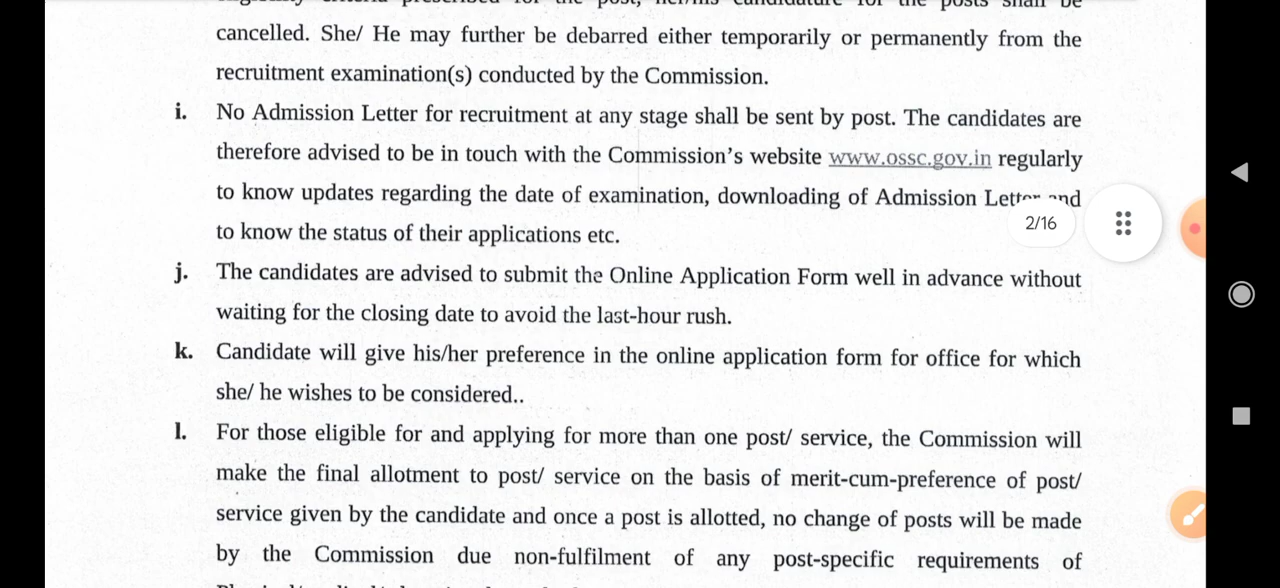 cancelled. She/ He may further be debarred either temporarily or permanently from the
recruitment examination(s) conducted by the Commission.
i. No Admission Letter for recruitment at any stage shall be sent by post. The candidates are
therefore advised to be in touch with the Commission's website www.ossc.gov.in regularly
to know updates regarding the date of examination, downloading of Admission Letter and
2/16
to know the status of their applications etc.
j. The candidates are advised to submit the Online Application Form well in advance without
waiting for the closing date to avoid the last-hour rush.
k. Candidate will give his/her preference in the online application form for office for which
she/ he wishes to be considered..
l. For those eligible for and applying for more than one post/ service, the Commission will
make the final allotment to post/ service on the basis of merit-cum-preference of post/
service given by the candidate and once a post is allotted, no change of posts will be made
by the Commission due non-fulfilment of any post-specific requirements of